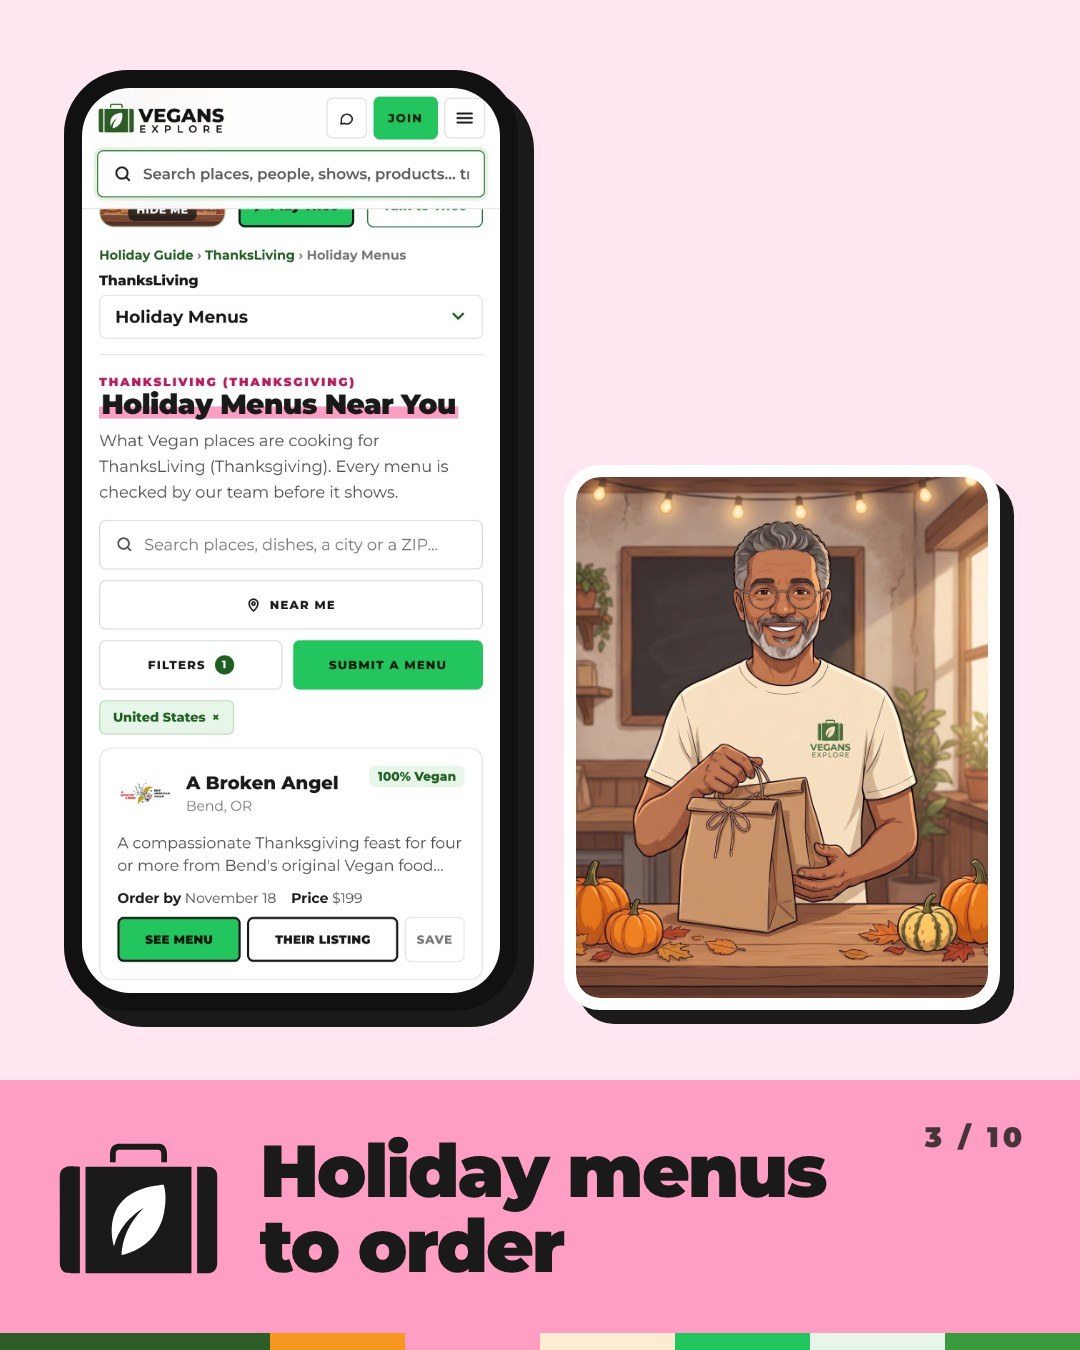 VEGANS
EXPLORE
JOIN
Search places, people, shows, products...
HIDE ME
Holiday Guide › ThanksLiving › Holiday Menus
ThanksLiving
Holiday Menus
THANKSLIVING (THANKSGIVING)
Holiday Menus Near You
What Vegan places are cooking for
ThanksLiving (Thanksgiving). Every menu is
checked by our team before it shows.
Search places, dishes, a city or a ZIP...
NEAR ME
FILTERS 1
SUBMIT A MENU
United States ×
A Broken Angel
100% Vegan
Bend, OR
A compassionate Thanksgiving feast for four
or more from Bend's original Vegan food...
Order by November 18 Price $199
SEE MENU
THEIR LISTING
SAVE
VEGANS
EXPLORE
3 / 10
Holiday menus
to order